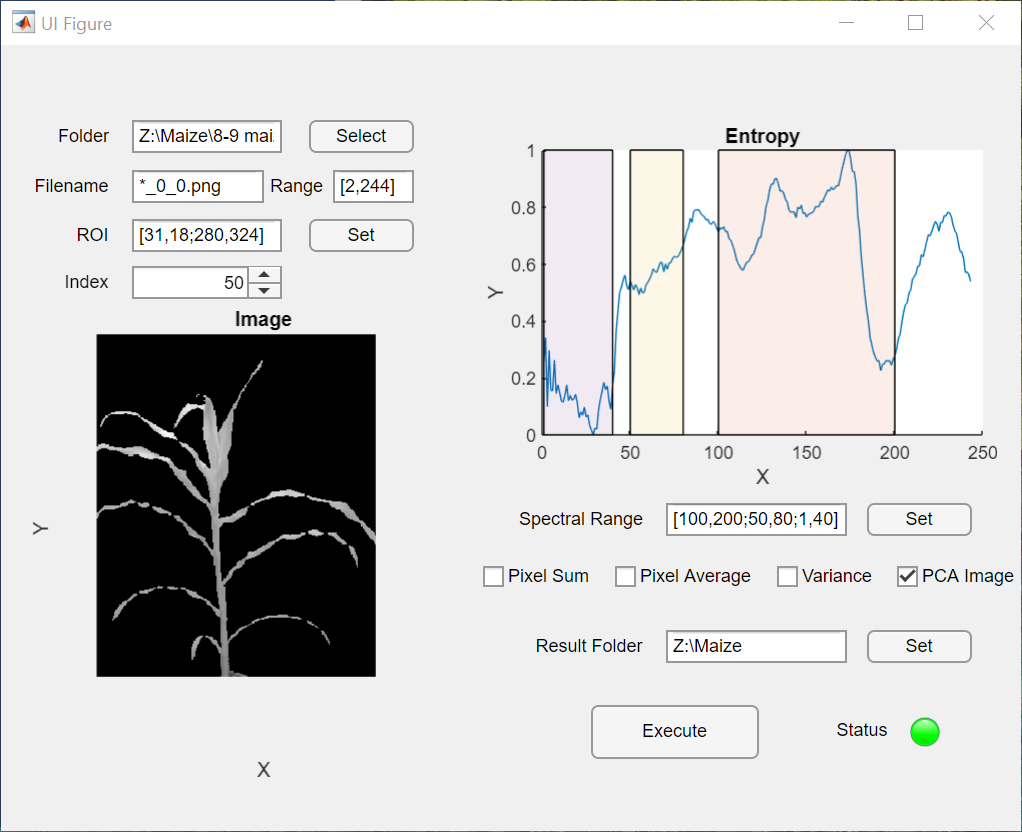 UI Figure
Folder Z:\Maize\8-9 mai Select
Filename *_0_0.png Range [2,244]
ROI [31,18;280,324] Set
Index 50
Image
Y
X
Entropy
1
0.8
0.6
0.4
0.2
0
Y
0 50 100 150 200 250
X
Spectral Range [100,200;50,80;1,40] Set
Pixel Sum Pixel Average Variance PCA Image
Result Folder Z:\Maize Set
Execute Status